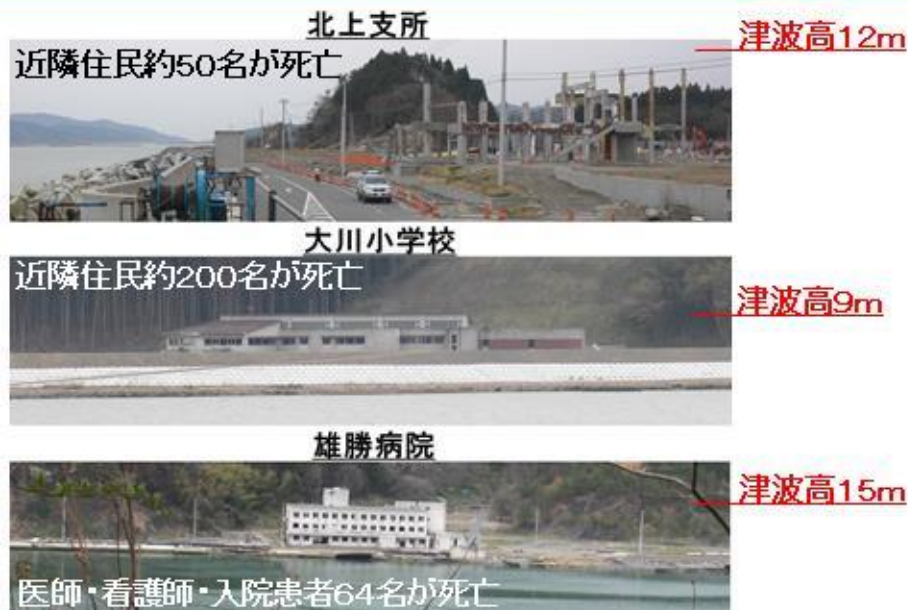 北上支所
津波高12m
近隣住民約50名が死亡
大川小学校
近隣住民約200名が死亡
津波高9m
雄勝病院
津波高15m
医師・看護師・入院患者64名が死亡